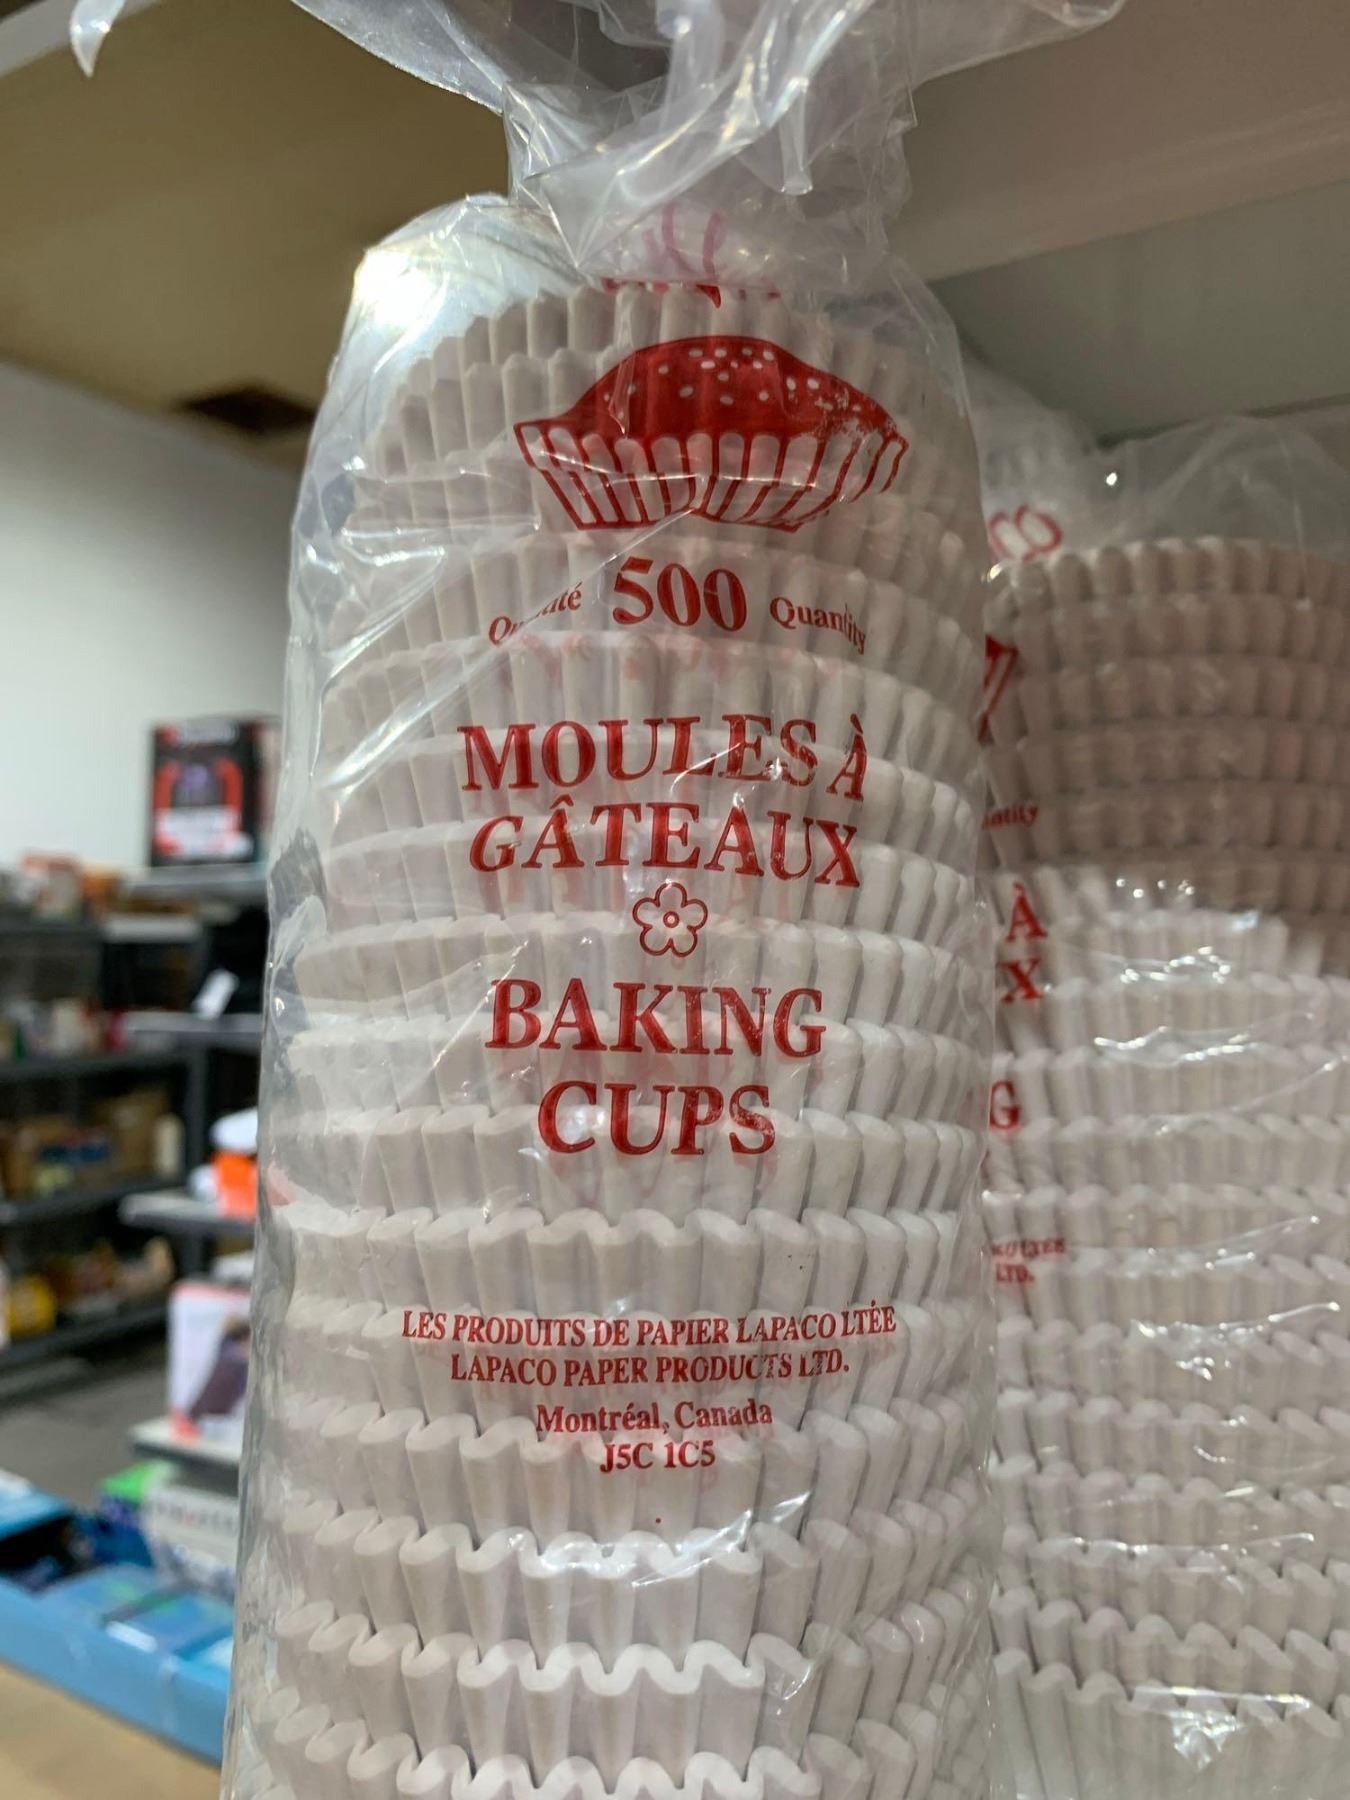 500 Quantity
MOULES À
GÂTEAUX
BAKING
CUPS
LES PRODUITS DE PAPIER LAPACO LTÉE
LAPACO PAPER PRODUCTS LTD.
Montréal, Canada
J5C 1C5
À
X
G
LTD.